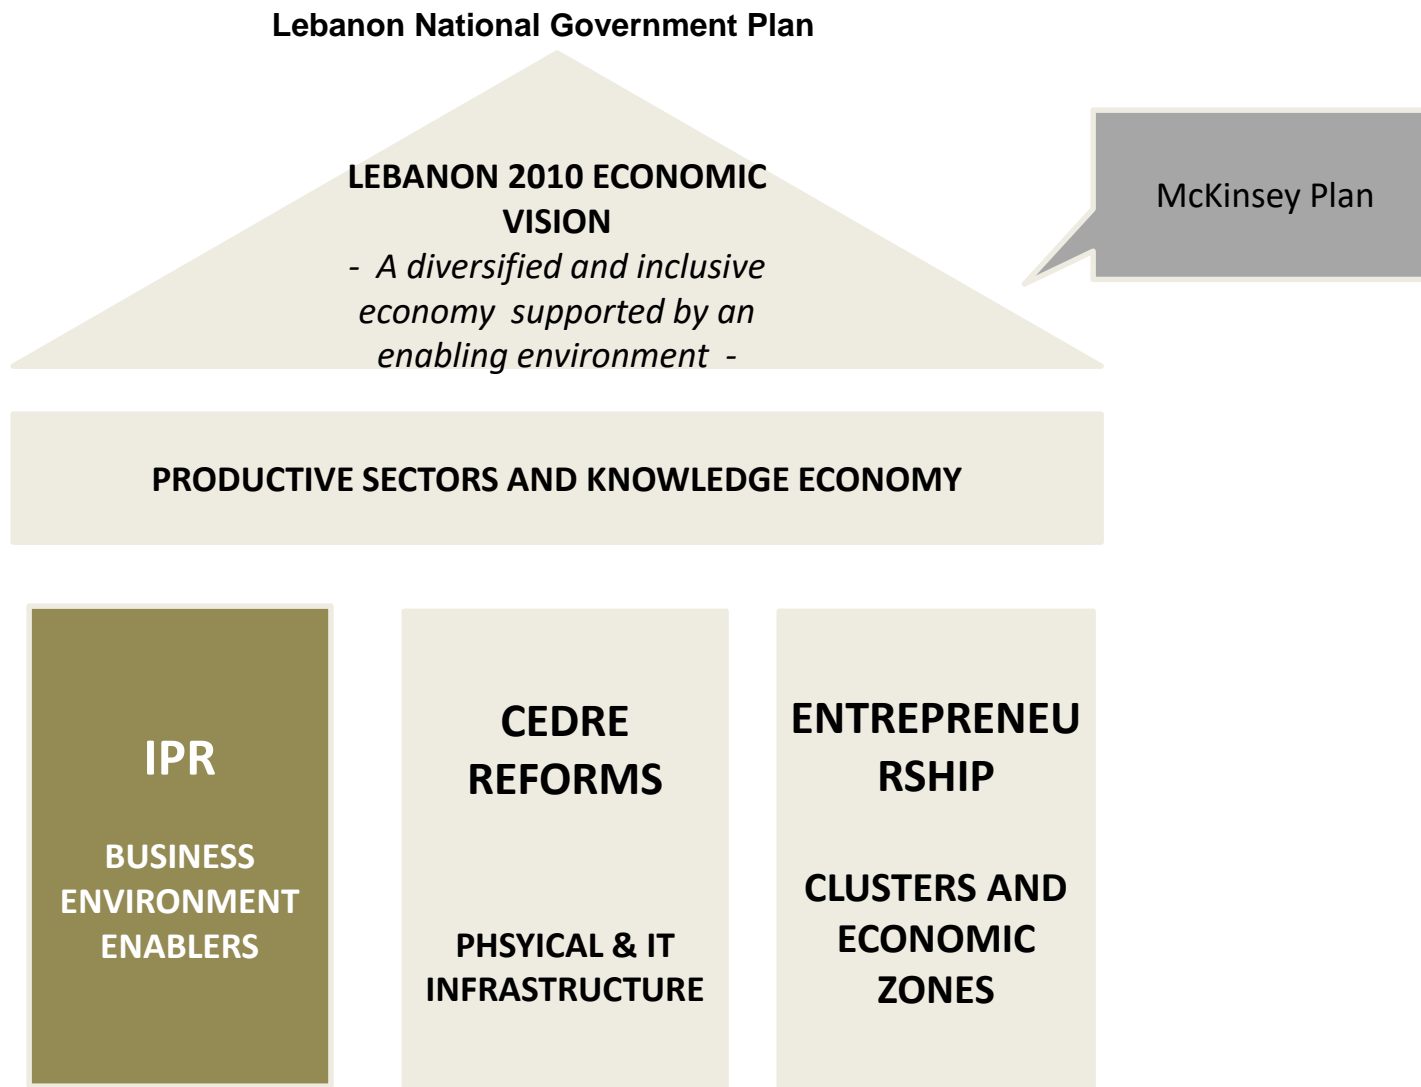 Lebanon National Government Plan
LEBANON 2010 ECONOMIC
VISION
- A diversified and inclusive
economy supported by an
enabling environment -
McKinsey Plan
PRODUCTIVE SECTORS AND KNOWLEDGE ECONOMY
IPR
BUSINESS
ENVIRONMENT
ENABLERS
CEDRE
REFORMS
PHSYICAL & IT
INFRASTRUCTURE
ENTREPRENEU
RSHIP
CLUSTERS AND
ECONOMIC
ZONES